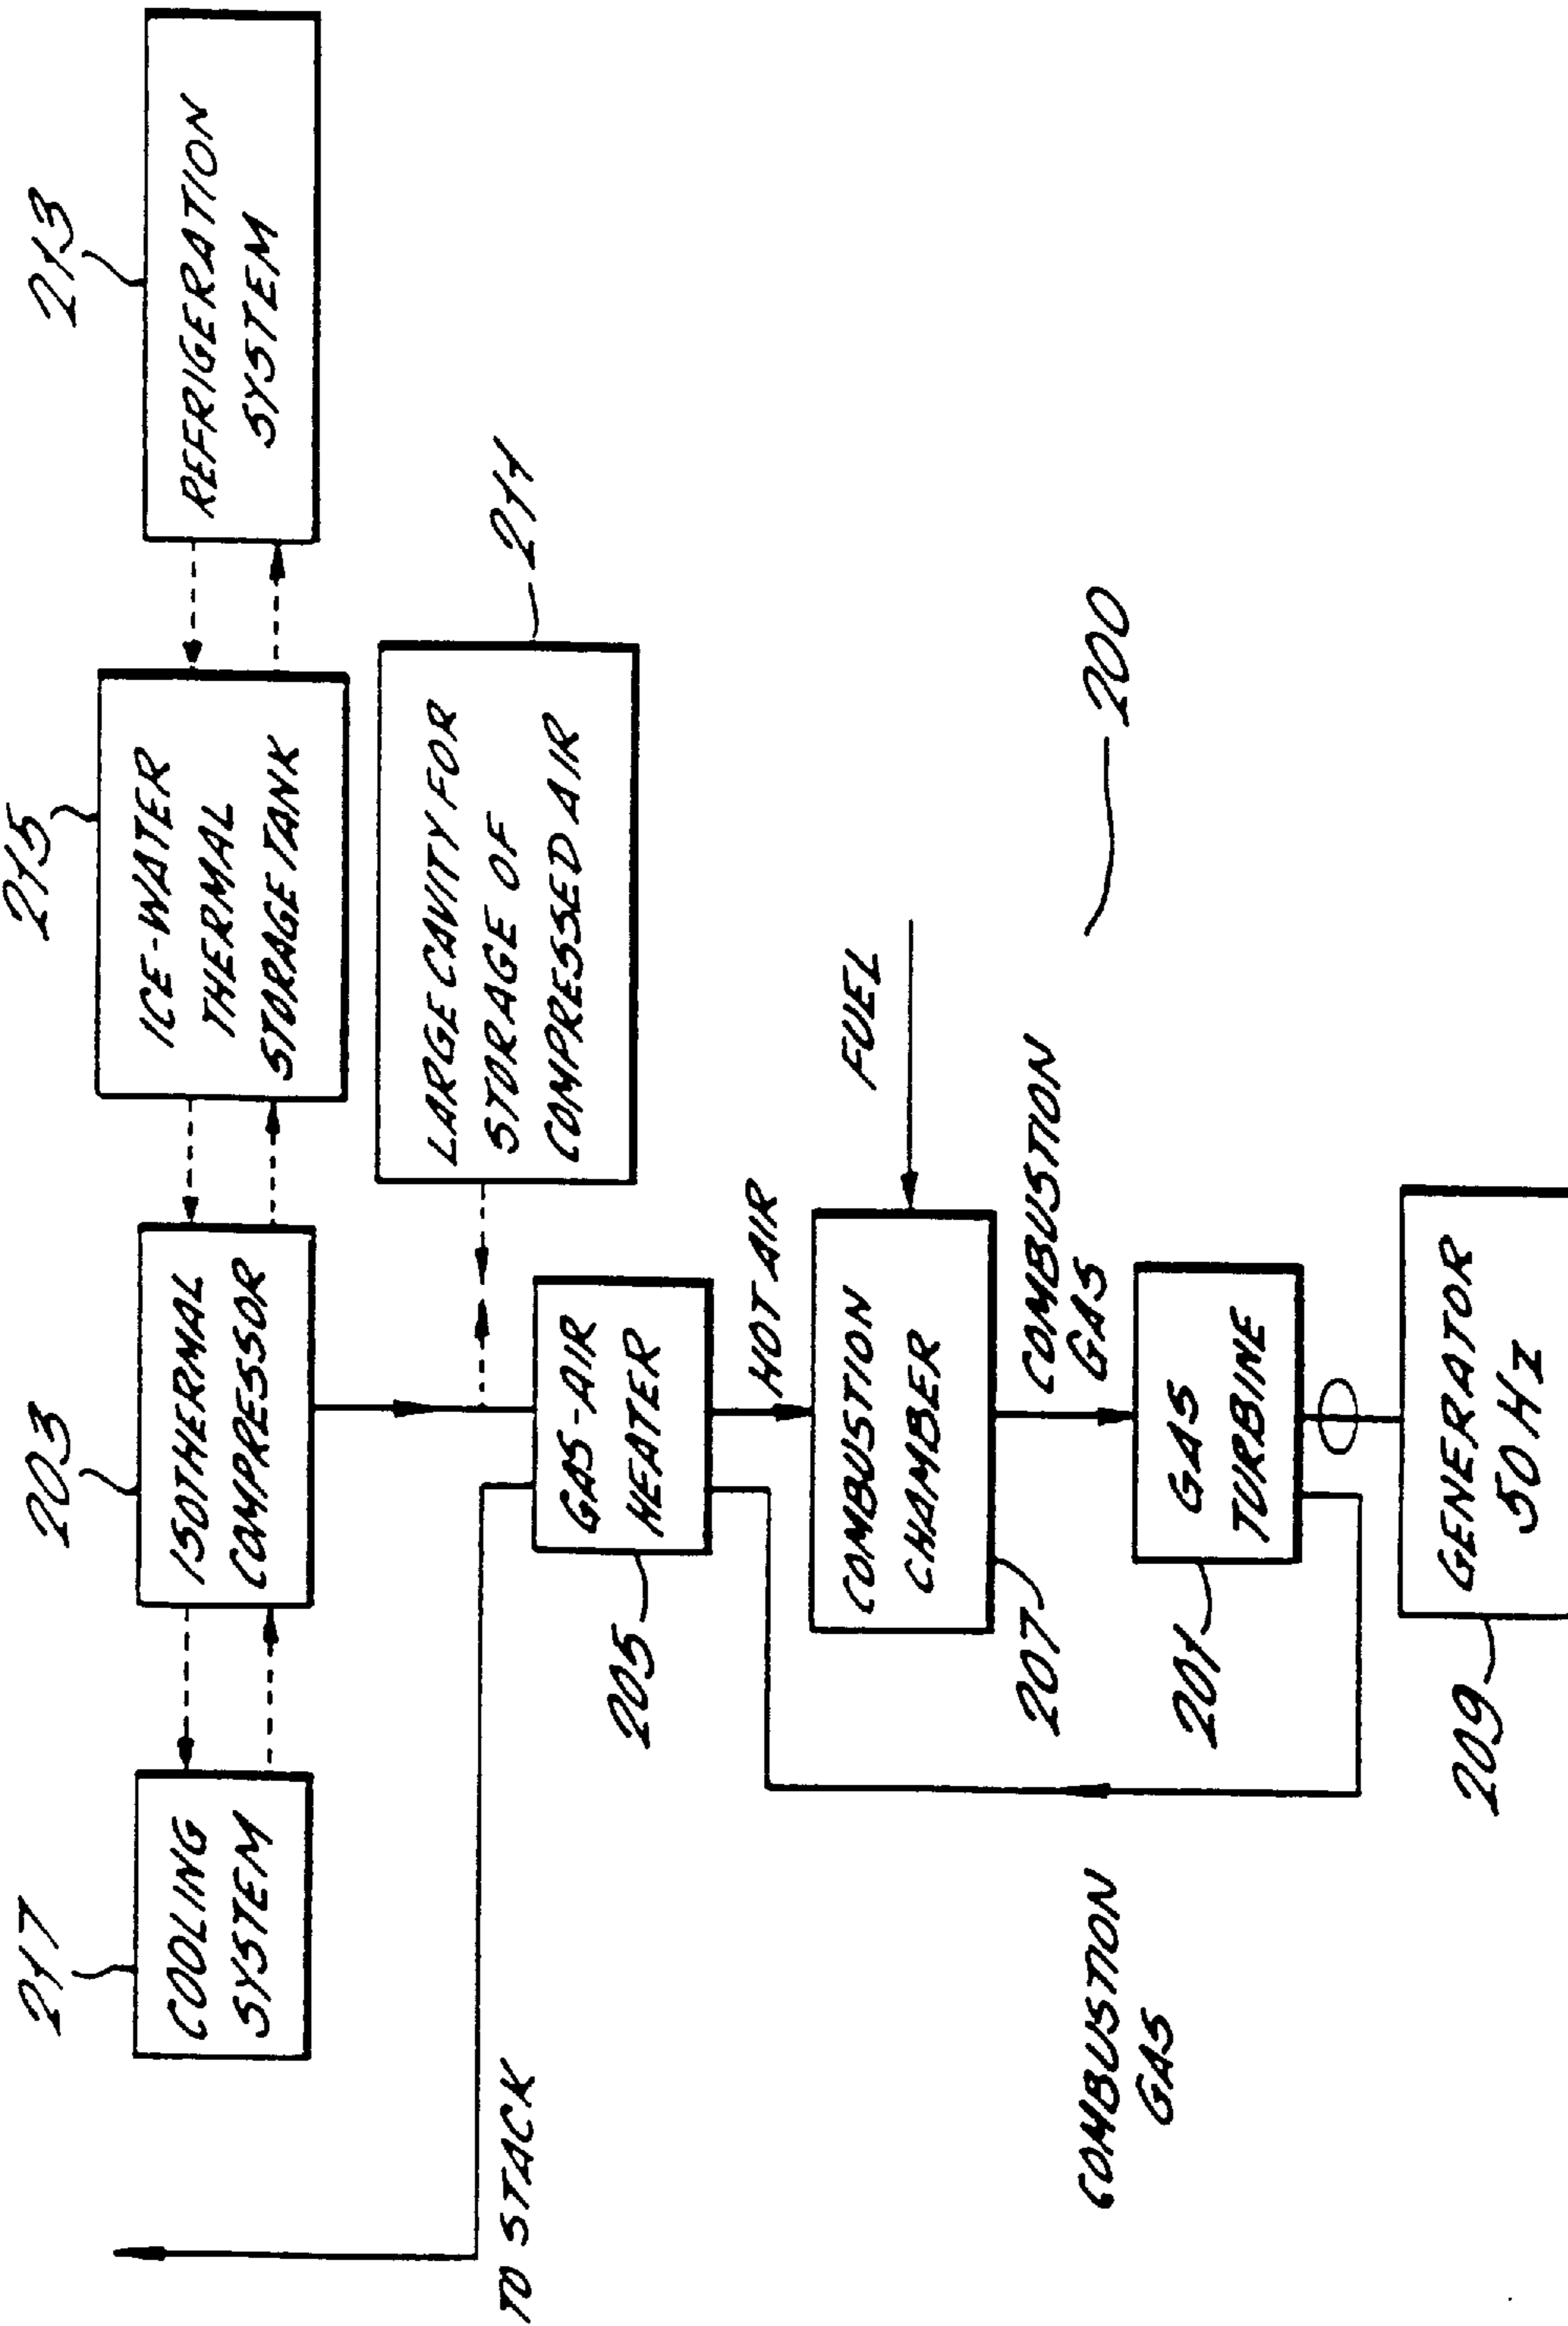 217
203
215
213
COOLING
SYSTEM
ISOTHERMAL
COMPRESSOR
ICE-WATER
THERMAL
STORAGE TANK
REFRIGERATION
SYSTEM
LARGE CAVITY FOR
STORAGE OF
COMPRESSED AIR
211
TO STACK
GAS-AIR
HEATER
205
HOT AIR
FUEL
COMBUSTION
CHAMBER
207
COMBUSTION
GAS
COMBUSTION
GAS
200
GAS
TURBINE
201
GENERATOR
50 HZ
209